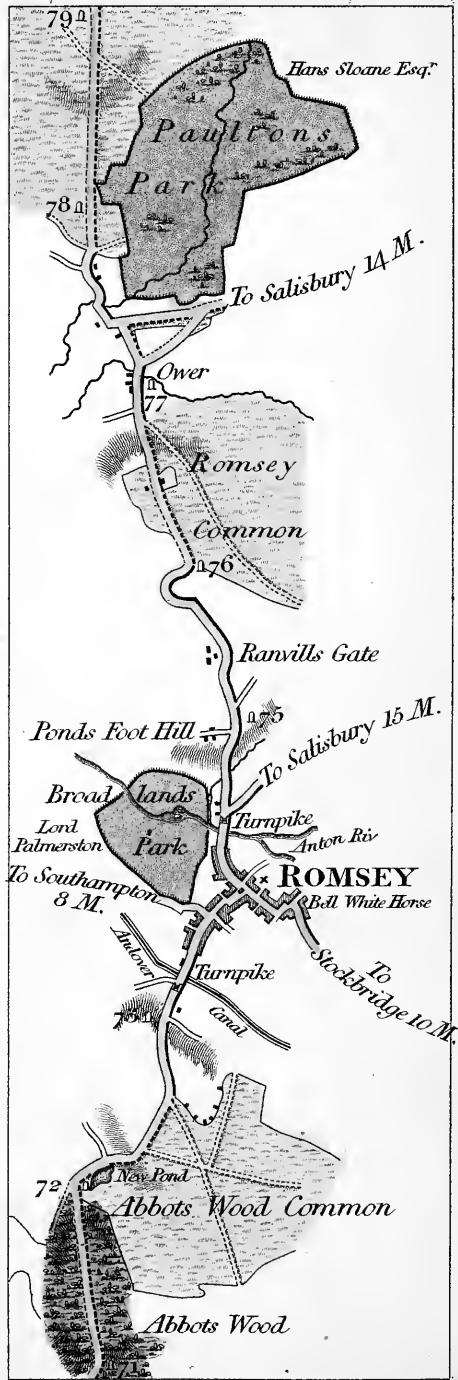 79
Hans Sloane Esqr.
Paultons
Park
78
To Salisbury 14 M.
Ower
77
Romsey
Common
76
Ranvills Gate
75
Ponds Foot Hill
To Salisbury 15 M.
Broadlands
Park
Lord
Palmerston
Turnpike
Anton Riv
ROMSEY
Bell White Horse
To Southampton
8 M.
To
Stockbridge 10 M.
Andover
Canal
Turnpike
73
New Pond
72
Abbots Wood Common
Abbots Wood
71